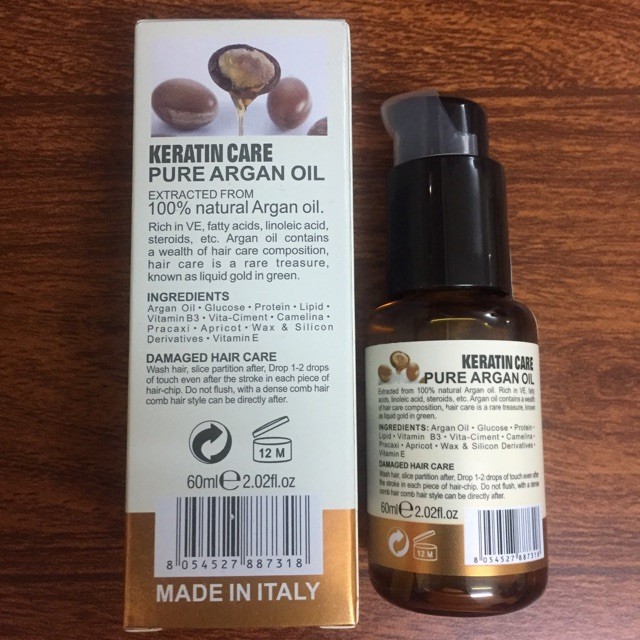 KERATIN CARE
PURE ARGAN OIL
EXTRACTED FROM
100% natural Argan oil.
Rich in VE, fatty acids, linoleic acid,
steroids, etc. Argan oil contains
a wealth of hair care composition,
hair care is a rare treasure,
known as liquid gold in green.
INGREDIENTS
Argan Oil • Glucose • Protein • Lipid •
Vitamin B3 • Vita-Ciment • Camelina •
Pracaxi • Apricot • Wax & Silicon
Derivatives • Vitamin E
DAMAGED HAIR CARE
Wash hair, slice partition after, Drop 1-2 drops
of touch even after the stroke in each piece of
hair-chip. Do not flush, with a dense comb hair
comb hair style can be directly after.
12 M
60ml℮2.02fl.oz
8 054527 887318
MADE IN ITALY
KERATIN CARE
PURE ARGAN OIL
Extracted from 100% natural Argan oil. Rich in VE, fatty
acids, linoleic acid, steroids, etc. Argan oil contains a wealth
of hair care composition, hair care is a rare treasure, known
as liquid gold in green.
INGREDIENTS: Argan Oil • Glucose • Protein •
Lipid • Vitamin B3 • Vita-Ciment • Camelina •
Pracaxi • Apricot • Wax & Silicon Derivatives •
Vitamin E
DAMAGED HAIR CARE
Wash hair, slice partition after, Drop 1-2 drops of touch even after
the stroke in each piece of hair-chip. Do not flush, with a dense
comb hair comb hair style can be directly after.
60ml℮2.02fl.oz
12 M
8 054527 887318